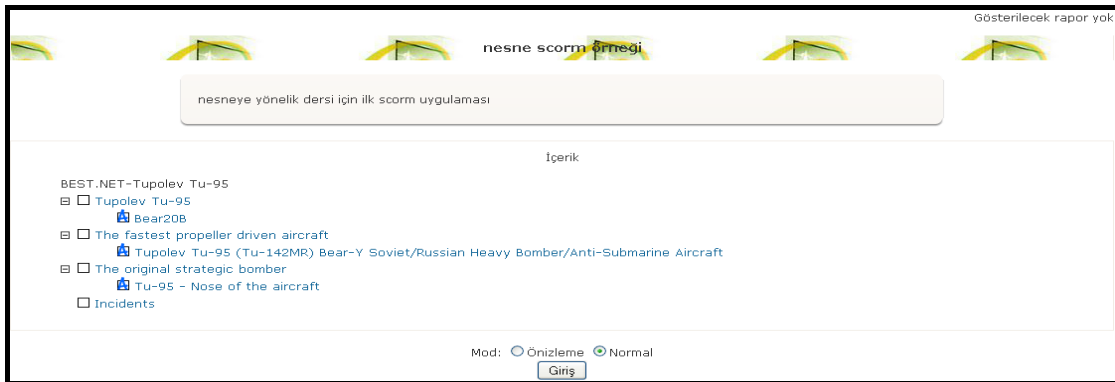 Gösterilecek rapor yok
nesne scorm örneği
nesneye yönelik dersi için ilk scorm uygulaması
İçerik
BEST.NET-Tupolev Tu-95
Tupolev Tu-95
Bear20B
The fastest propeller driven aircraft
Tupolev Tu-95 (Tu-142MR) Bear-Y Soviet/Russian Heavy Bomber/Anti-Submarine Aircraft
The original strategic bomber
Tu-95 - Nose of the aircraft
Incidents
Mod: Önizleme Normal
Giriş